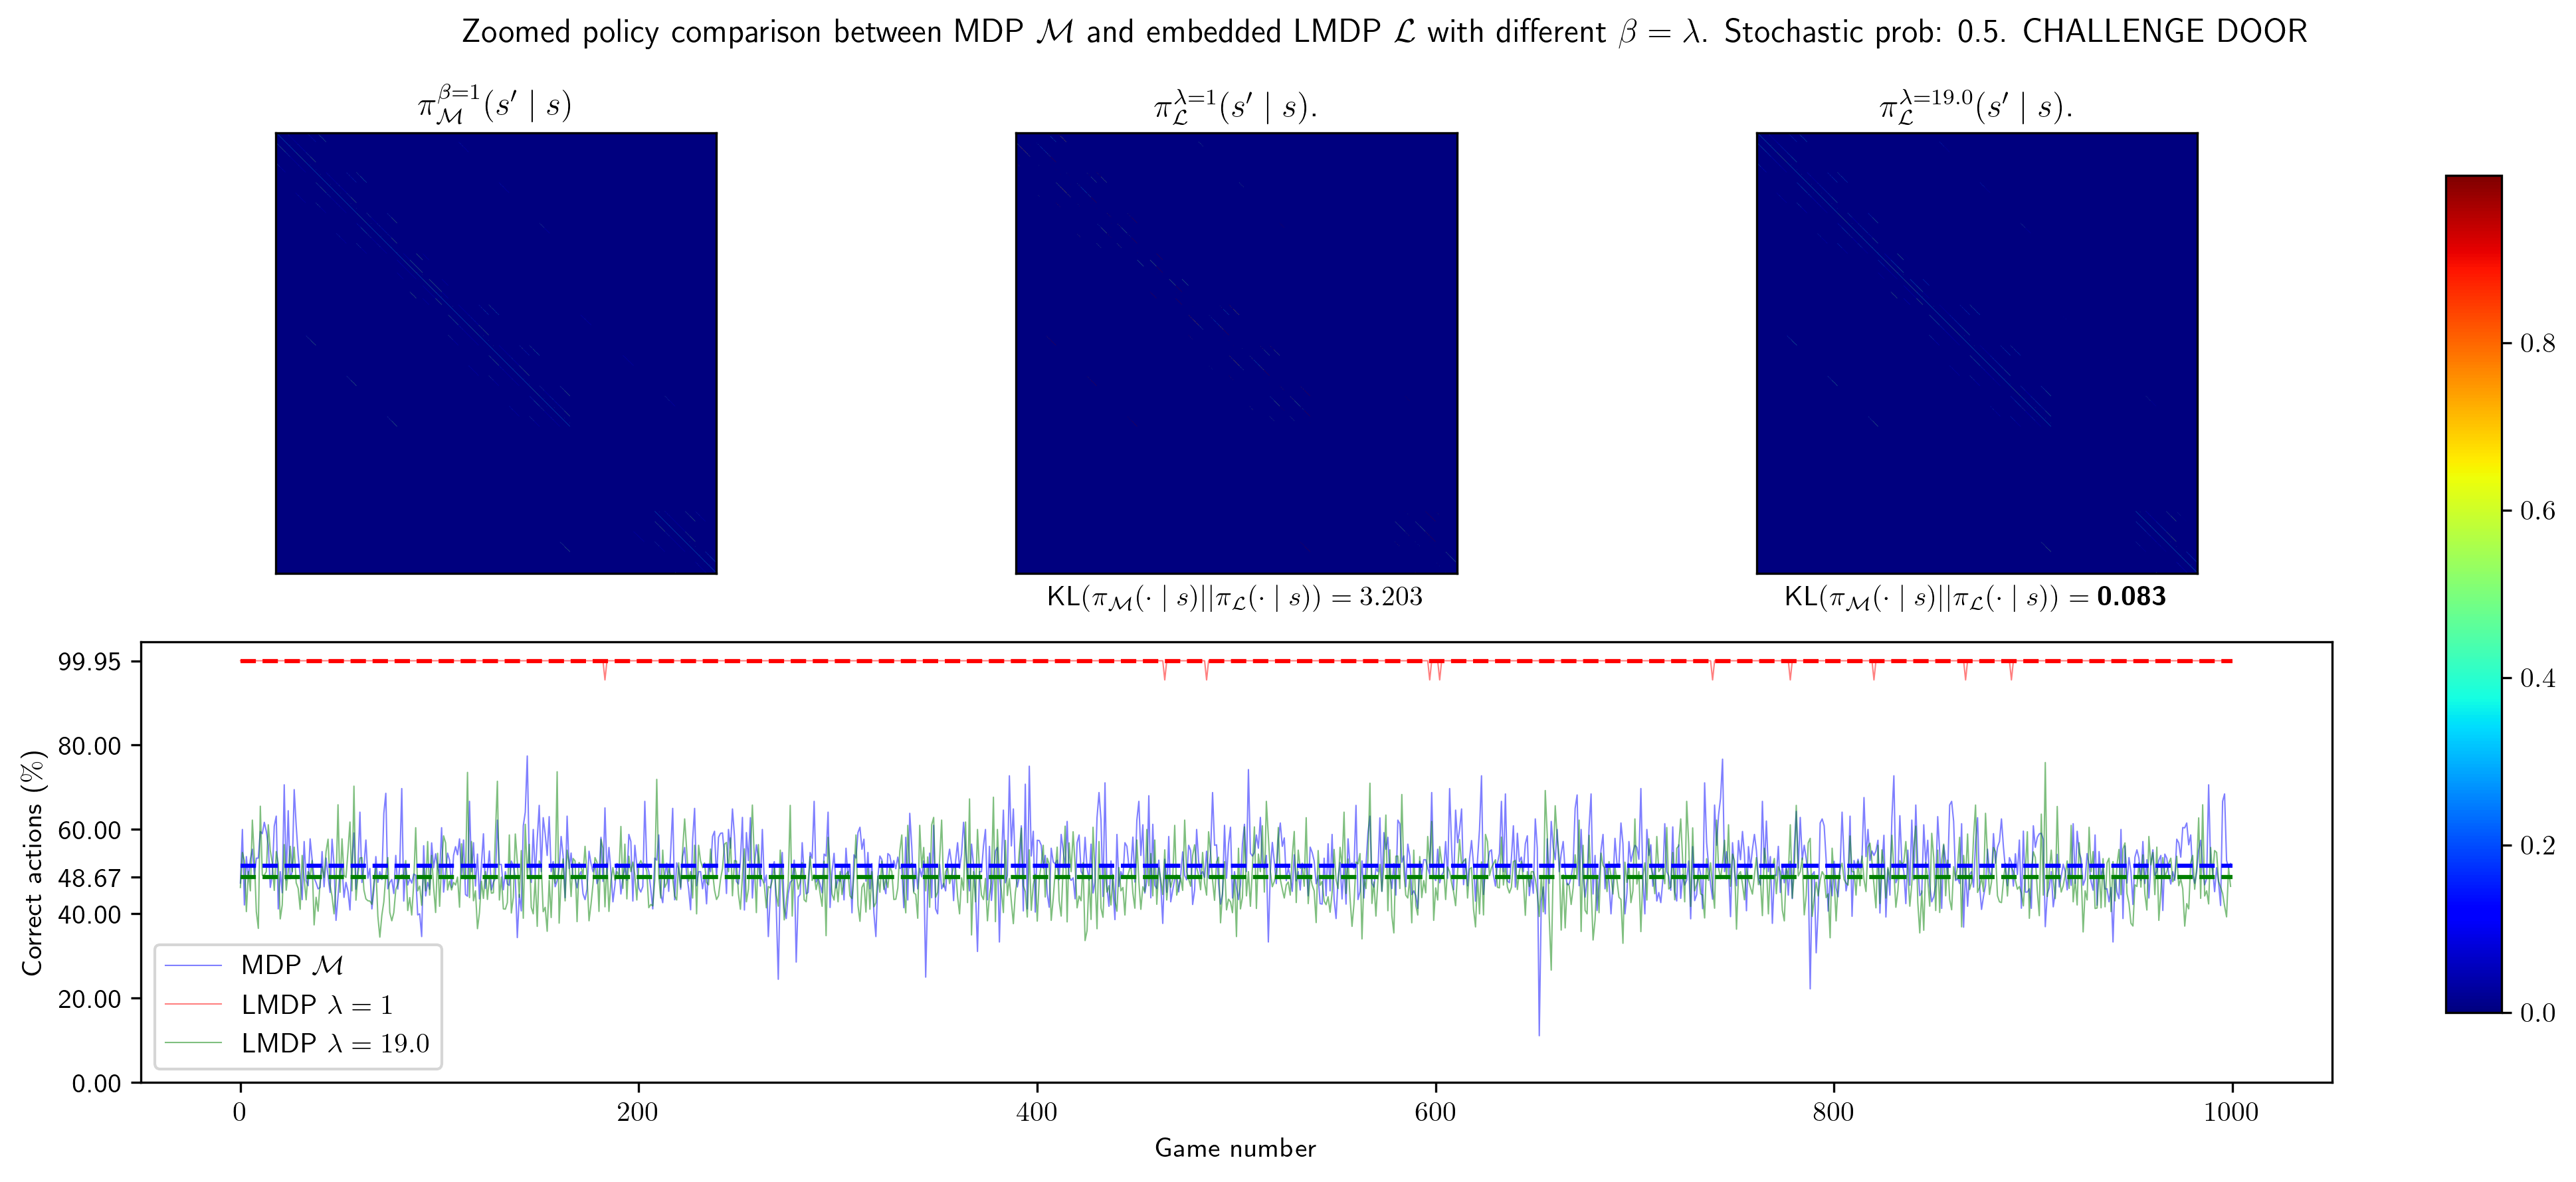 Zoomed policy comparison between MDP ℳ and embedded LMDP ℒ with different β = λ. Stochastic prob: 0.5. CHALLENGE DOOR
π_ℳ^{β=1}(s′ | s)
π_ℒ^{λ=1}(s′ | s).
π_ℒ^{λ=19.0}(s′ | s).
KL(π_ℳ(· | s)||π_ℒ(· | s)) = 3.203
KL(π_ℳ(· | s)||π_ℒ(· | s)) = 0.083
0.8
0.6
0.4
0.2
0.0
Correct actions (%)
99.95
80.00
60.00
48.67
40.00
20.00
0.00
MDP ℳ
LMDP λ = 1
LMDP λ = 19.0
0 200 400 600 800 1000
Game number